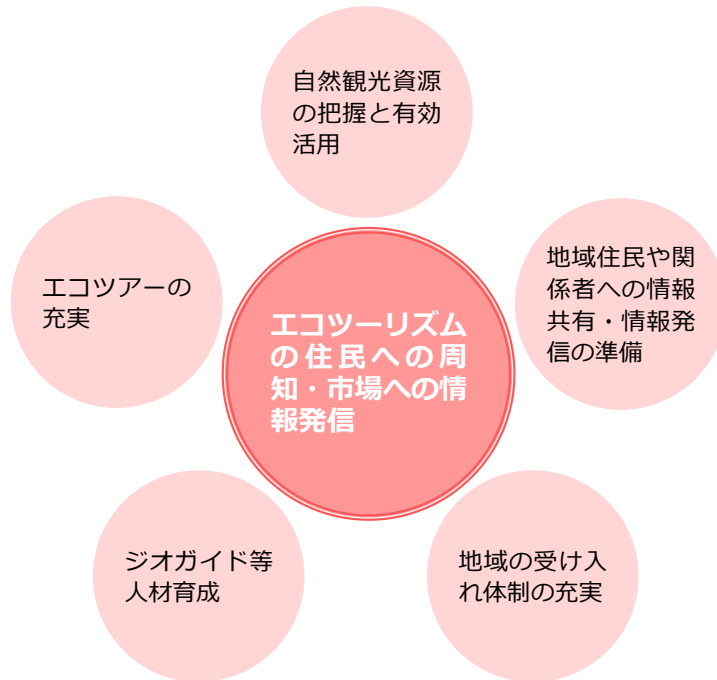 自然観光資源
の把握と有効
活用
エコツアーの
充実
地域住民や関
係者への情報
共有・情報発
信の準備
エコツーリズム
の住民への周
知・市場への情
報発信
ジオガイド等
人材育成
地域の受け入
れ体制の充実